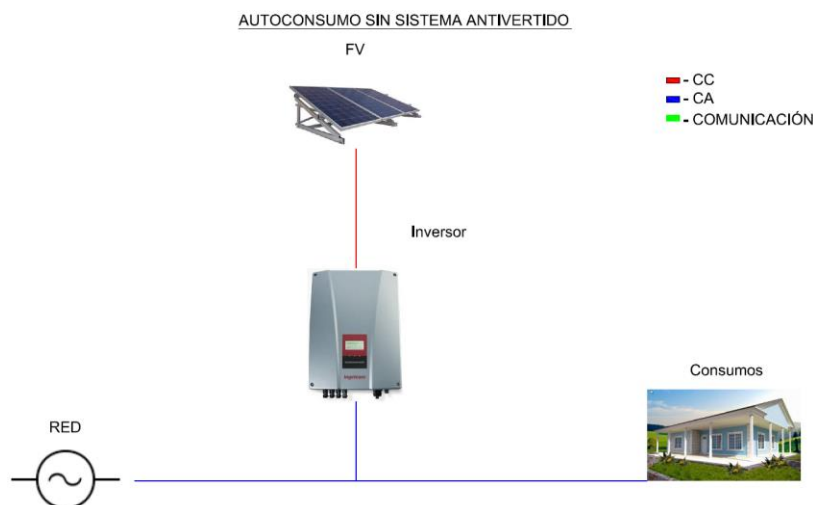 AUTOCONSUMO SIN SISTEMA ANTIVERTIDO
FV
- CC
- CA
- COMUNICACIÓN
Inversor
Consumos
RED